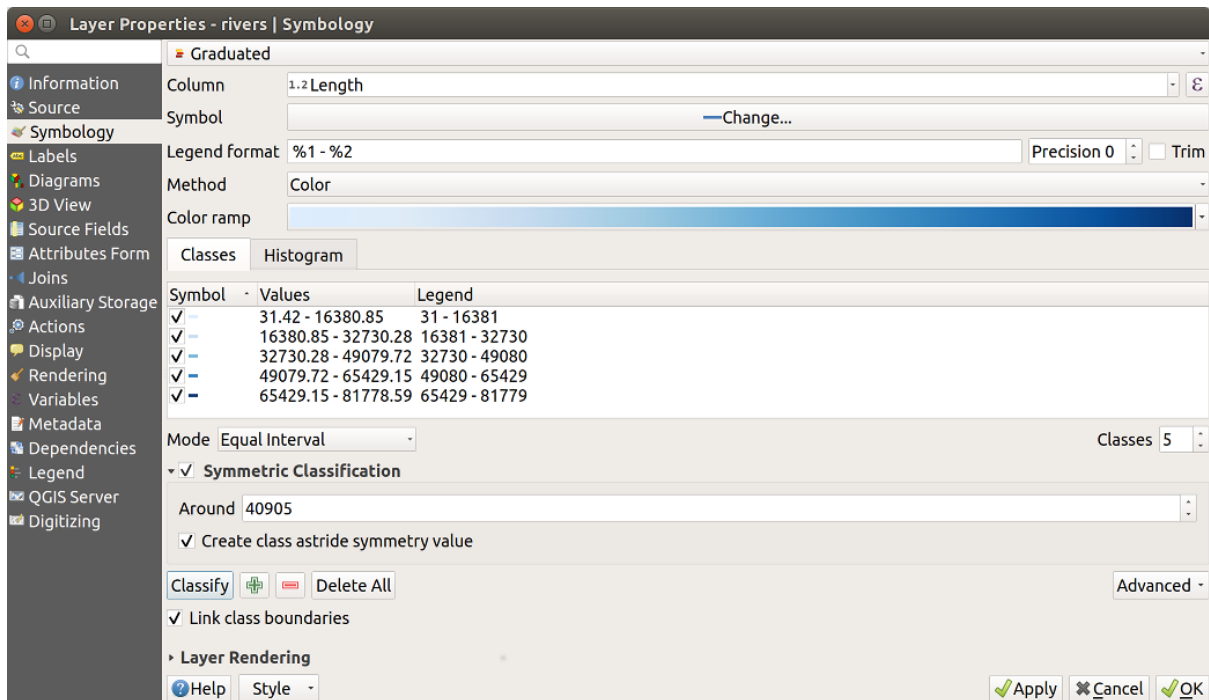 Layer Properties - rivers | Symbology
Graduated
Information
Column
1.2 Length
ε
Source
Symbol
Change...
Symbology
Labels
Legend format
%1 - %2
Precision 0
Trim
Diagrams
Method
Color
3D View
Color ramp
Source Fields
Attributes Form
Classes
Histogram
Joins
Auxiliary Storage
Symbol Values Legend
31.42 - 16380.85 31 - 16381
Actions
16380.85 - 32730.28 16381 - 32730
Display
32730.28 - 49079.72 32730 - 49080
Rendering
49079.72 - 65429.15 49080 - 65429
Variables
65429.15 - 81778.59 65429 - 81779
Metadata
Mode Equal Interval
Classes 5
Dependencies
Legend
Symmetric Classification
QGIS Server
Around 40905
Digitizing
Create class astride symmetry value
Classify
Delete All
Advanced
Link class boundaries
Layer Rendering
Help
Style
Apply
Cancel
OK